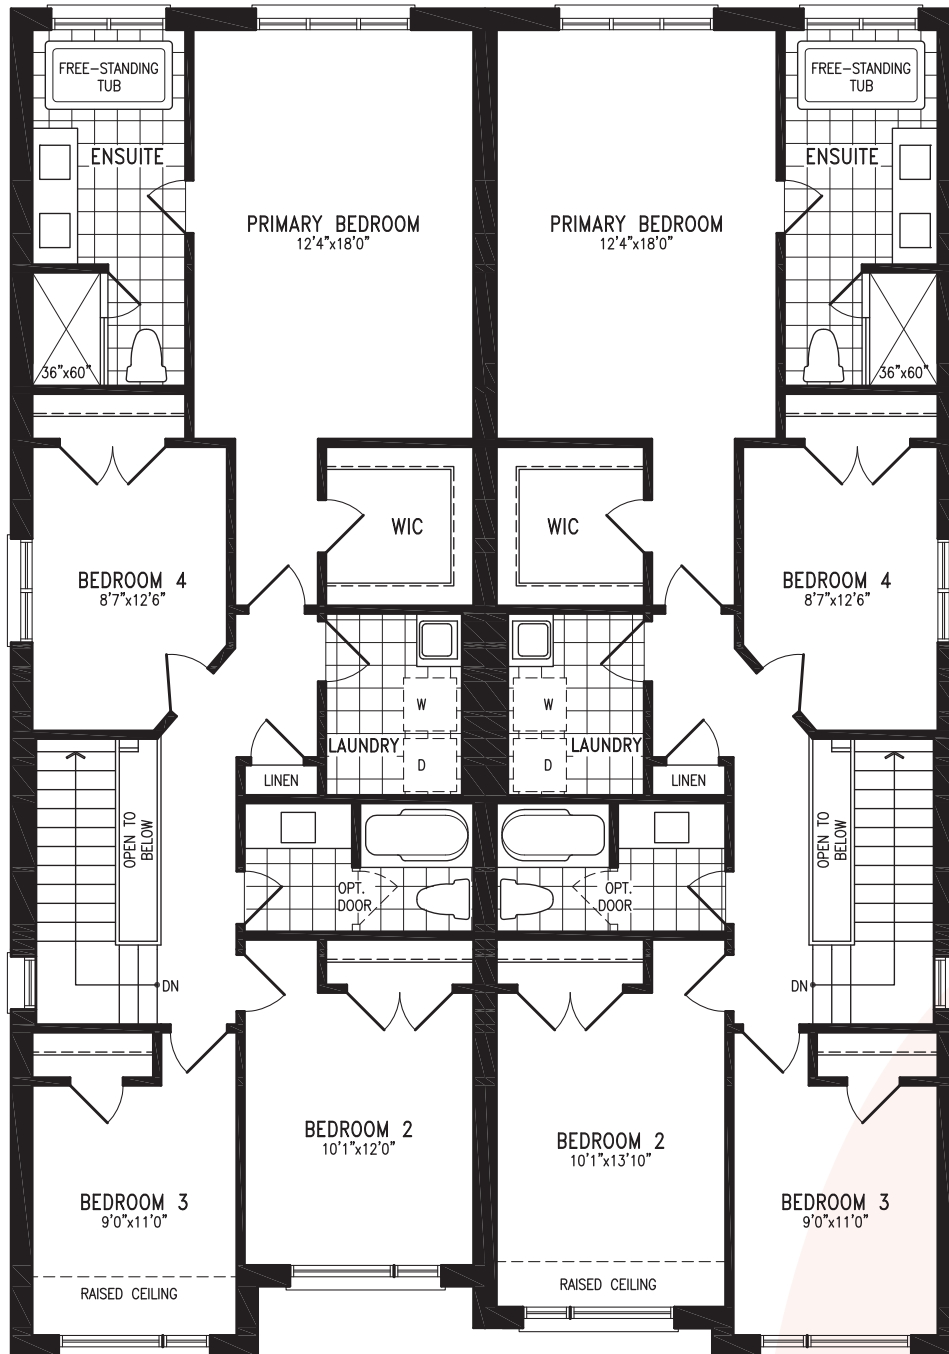 FREE-STANDING
TUB
FREE-STANDING
TUB
ENSUITE
ENSUITE
PRIMARY BEDROOM
12'4"x18'0"
PRIMARY BEDROOM
12'4"x18'0"
36"x60"
36"x60"
WIC
WIC
BEDROOM 4
8'7"x12'6"
BEDROOM 4
8'7"x12'6"
W
W
LAUNDRY
LAUNDRY
D
D
LINEN
LINEN
OPEN TO
BELOW
OPEN TO
BELOW
OPT.
DOOR
OPT.
DOOR
DN
DN
BEDROOM 2
10'1"x12'0"
BEDROOM 2
10'1"x13'10"
BEDROOM 3
9'0"x11'0"
BEDROOM 3
9'0"x11'0"
RAISED CEILING
RAISED CEILING